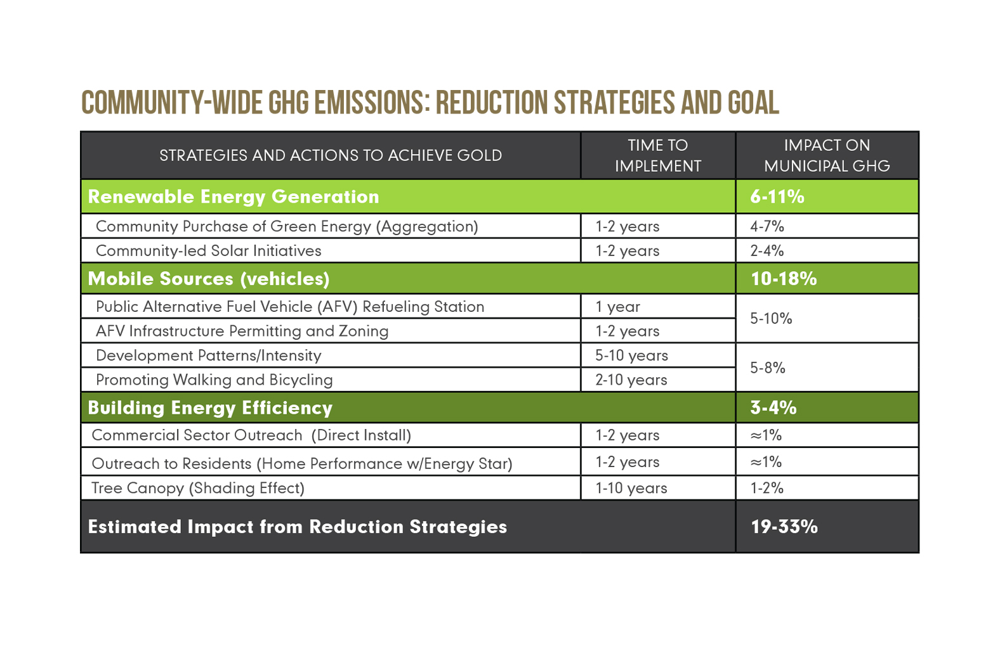 COMMUNITY-WIDE GHG EMISSIONS: REDUCTION STRATEGIES AND GOAL
STRATEGIES AND ACTIONS TO ACHIEVE GOLD
TIME TO
IMPLEMENT
IMPACT ON
MUNICIPAL GHG
Renewable Energy Generation 6-11%
Community Purchase of Green Energy (Aggregation) 1-2 years 4-7%
Community-led Solar Initiatives 1-2 years 2-4%
Mobile Sources (vehicles) 10-18%
Public Alternative Fuel Vehicle (AFV) Refueling Station 1 year
5-10%
AFV Infrastructure Permitting and Zoning 1-2 years
Development Patterns/Intensity 5-10 years
5-8%
Promoting Walking and Bicycling 2-10 years
Building Energy Efficiency 3-4%
Commercial Sector Outreach (Direct Install) 1-2 years ≈1%
Outreach to Residents (Home Performance w/Energy Star) 1-2 years ≈1%
Tree Canopy (Shading Effect) 1-10 years 1-2%
Estimated Impact from Reduction Strategies 19-33%